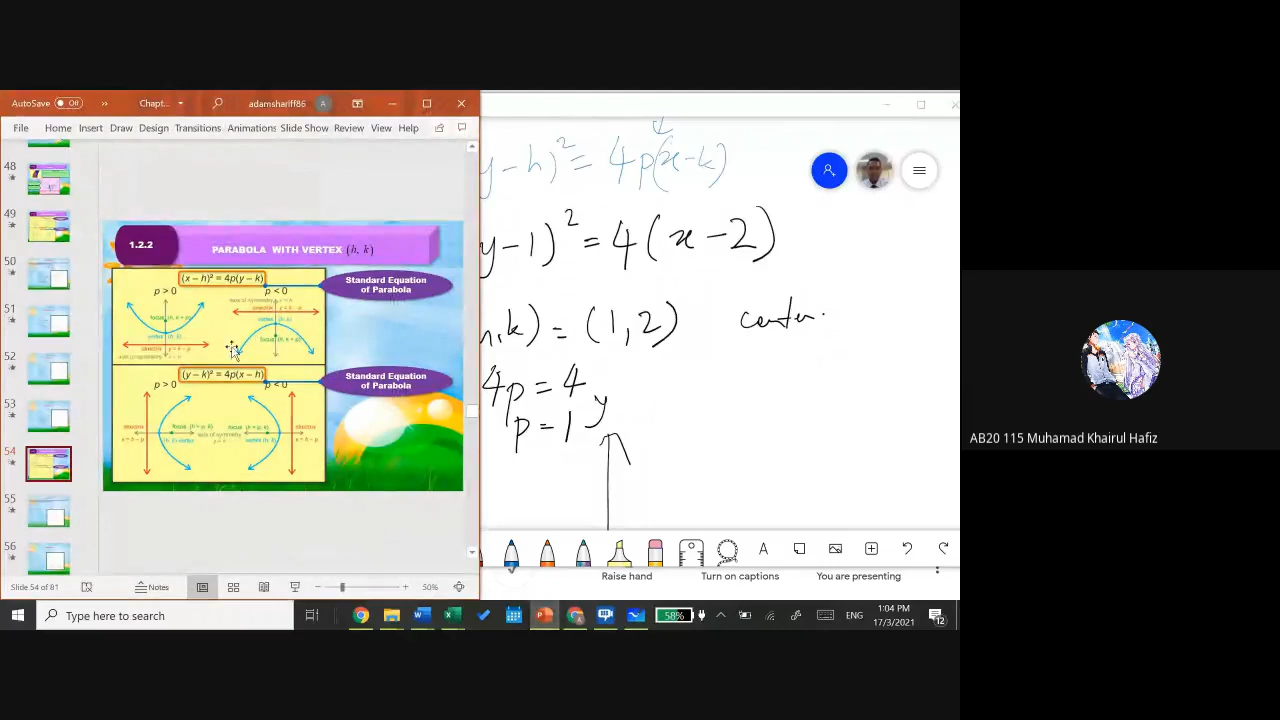 AutoSave Off » Chapt... adamshariff86 A
File Home Insert Draw Design Transitions Animations Slide Show Review View Help
48
49
50
51
52
53
54
55
56
1.2.2 PARABOLA WITH VERTEX (h, k)
(x – h)² = 4p(y – k)
Standard Equation
of Parabola
p > 0 p < 0
(y – k)² = 4p(x – h)
Standard Equation
of Parabola
p > 0 p < 0
y – h)² = 4p(x – k)
y – 1)² = 4(x – 2)
h,k) = (1,2) center.
4p = 4
p = 1
y
Slide 54 of 81 Notes 50%
A
Raise hand Turn on captions You are presenting
Type here to search 58% ENG 1:04 PM
17/3/2021 12
AB20 115 Muhamad Khairul Hafiz